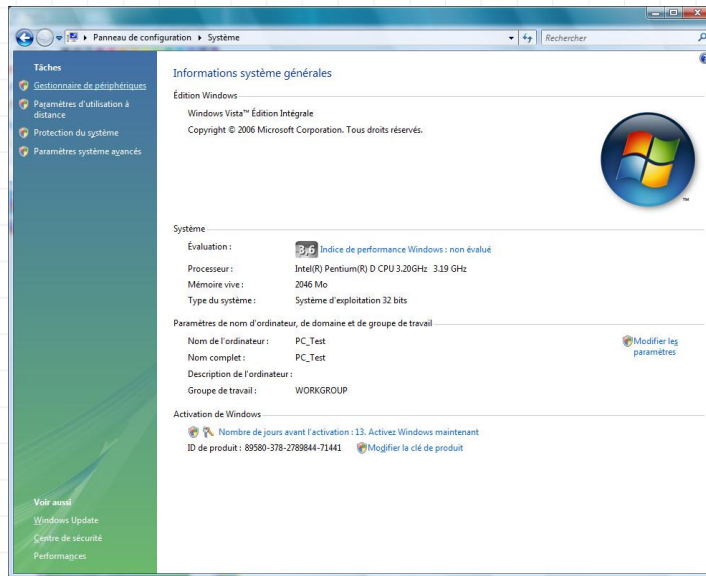 Panneau de configuration ▸ Système
Rechercher
Tâches
Gestionnaire de périphériques
Paramètres d'utilisation à
distance
Protection du système
Paramètres système avancés
Voir aussi
Windows Update
Centre de sécurité
Performances
Informations système générales
Édition Windows
Windows Vista™ Édition Intégrale
Copyright © 2006 Microsoft Corporation. Tous droits réservés.
TM
Système
Évaluation : 3,6 Indice de performance Windows : non évalué
Processeur : Intel(R) Pentium(R) D CPU 3.20GHz 3.19 GHz
Mémoire vive : 2046 Mo
Type du système : Système d'exploitation 32 bits
Paramètres de nom d'ordinateur, de domaine et de groupe de travail
Nom de l'ordinateur : PC_Test
Modifier les
paramètres
Nom complet : PC_Test
Description de l'ordinateur :
Groupe de travail : WORKGROUP
Activation de Windows
Nombre de jours avant l'activation : 13. Activez Windows maintenant
ID de produit : 89580-378-2789844-71441 Modifier la clé de produit